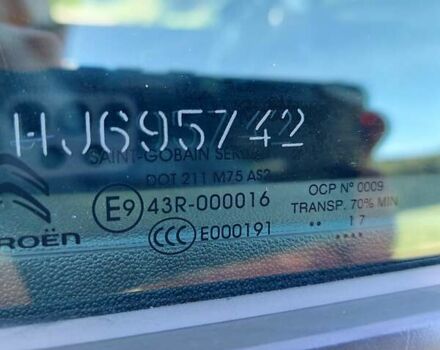 HJ695742
SAINT-GOBAIN
DOT 211 M75 AS2
E9 43R-000016
CCC E000191
OCP Nº 0009
TRANSP. 70% MIN
.. 17
ROËN